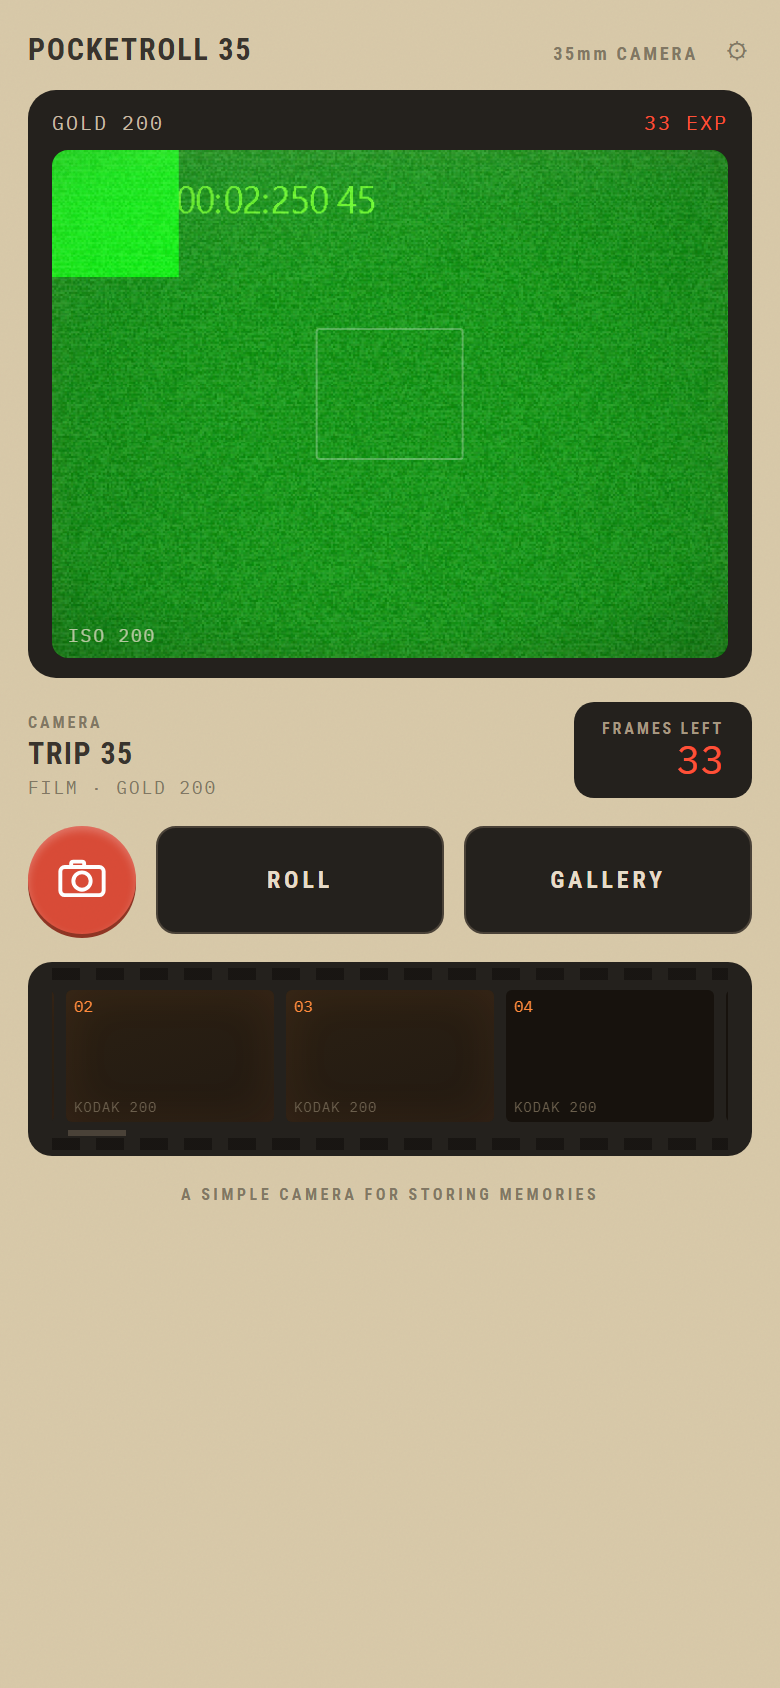 POCKETROLL 35
35mm CAMERA
GOLD 200
33 EXP
00:02:250 45
ISO 200
CAMERA
TRIP 35
FILM · GOLD 200
FRAMES LEFT
33
ROLL
GALLERY
02
03
04
KODAK 200
KODAK 200
KODAK 200
A SIMPLE CAMERA FOR STORING MEMORIES